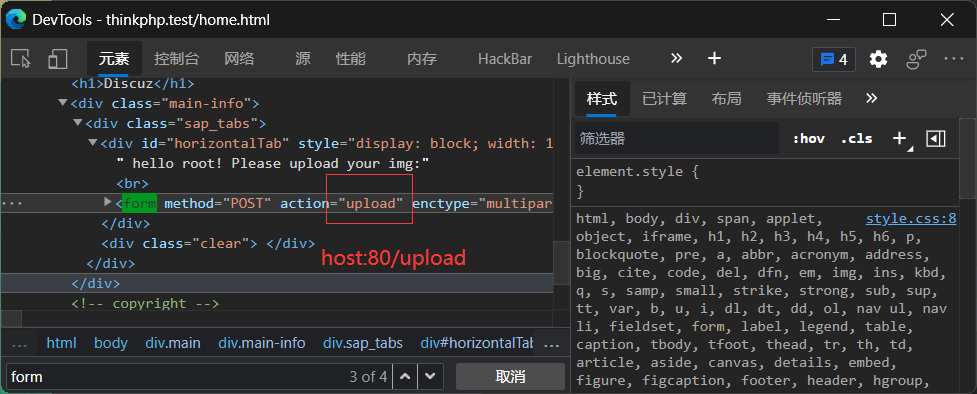 DevTools - thinkphp.test/home.html
元素 控制台 网络 源 性能 内存 HackBar Lighthouse 4
<h1>Discuz</h1>
<div class="main-info">
<div class="sap_tabs">
<div id="horizontalTab" style="display: block; width: 1
" hello root! Please upload your img:"
<br>
<form method="POST" action="upload" enctype="multipar
</div>
<div class="clear"> </div>
</div>
</div>
<!-- copyright -->
host:80/upload
... html body div.main div.main-info div.sap_tabs div#horizontalTab ...
form 3 of 4 取消
样式 已计算 布局 事件侦听器
筛选器 :hov .cls
element.style {
}
html, body, div, span, applet, style.css:8
object, iframe, h1, h2, h3, h4, h5, h6, p,
blockquote, pre, a, abbr, acronym, address,
big, cite, code, del, dfn, em, img, ins, kbd,
q, s, samp, small, strike, strong, sub, sup,
tt, var, b, u, i, dl, dt, dd, ol, nav ul, nav
li, fieldset, form, label, legend, table,
caption, tbody, tfoot, thead, tr, th, td,
article, aside, canvas, details, embed,
figure, figcaption, footer, header, hgroup,